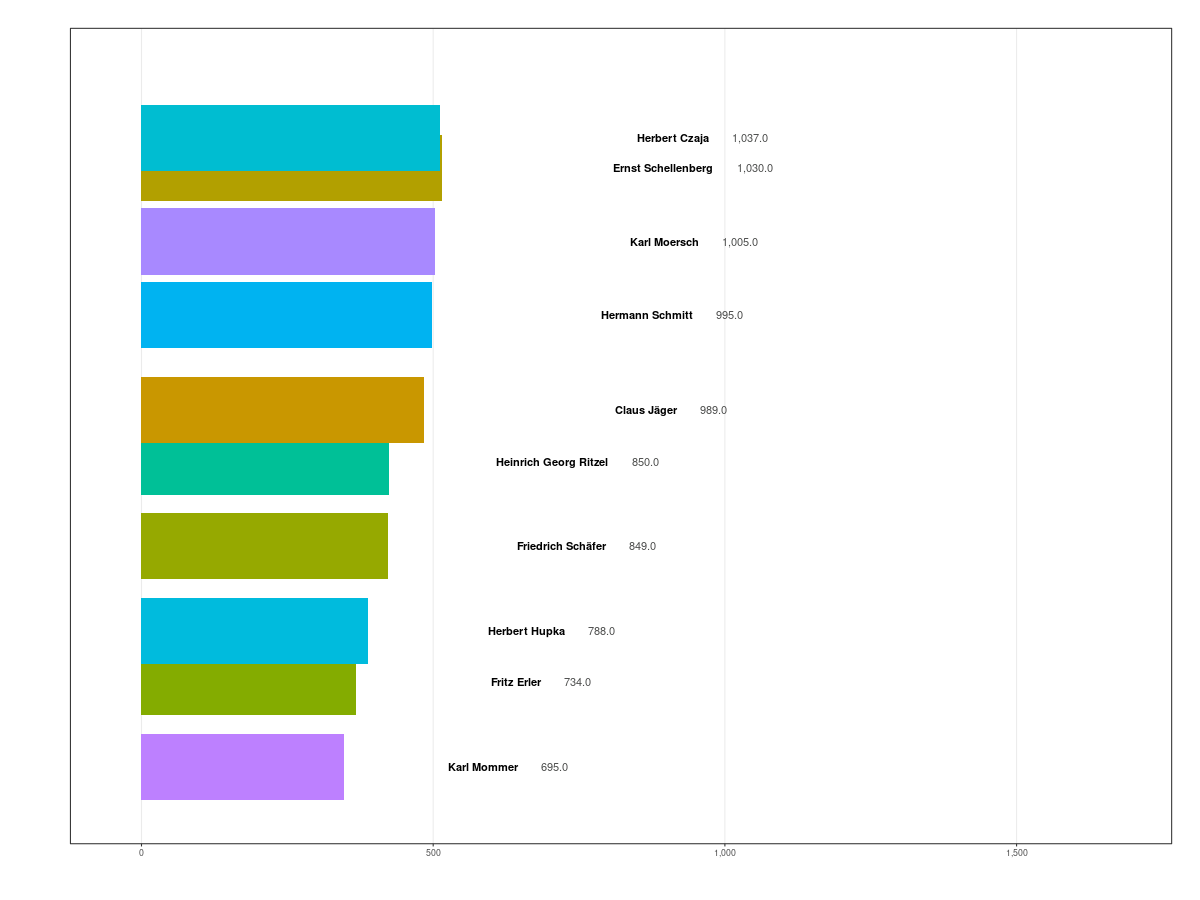 Herbert Czaja 1,037.0
Ernst Schellenberg 1,030.0
Karl Moersch 1,005.0
Hermann Schmitt 995.0
Claus Jäger 989.0
Heinrich Georg Ritzel 850.0
Friedrich Schäfer 849.0
Herbert Hupka 788.0
Fritz Erler 734.0
Karl Mommer 695.0
0 500 1,000 1,500